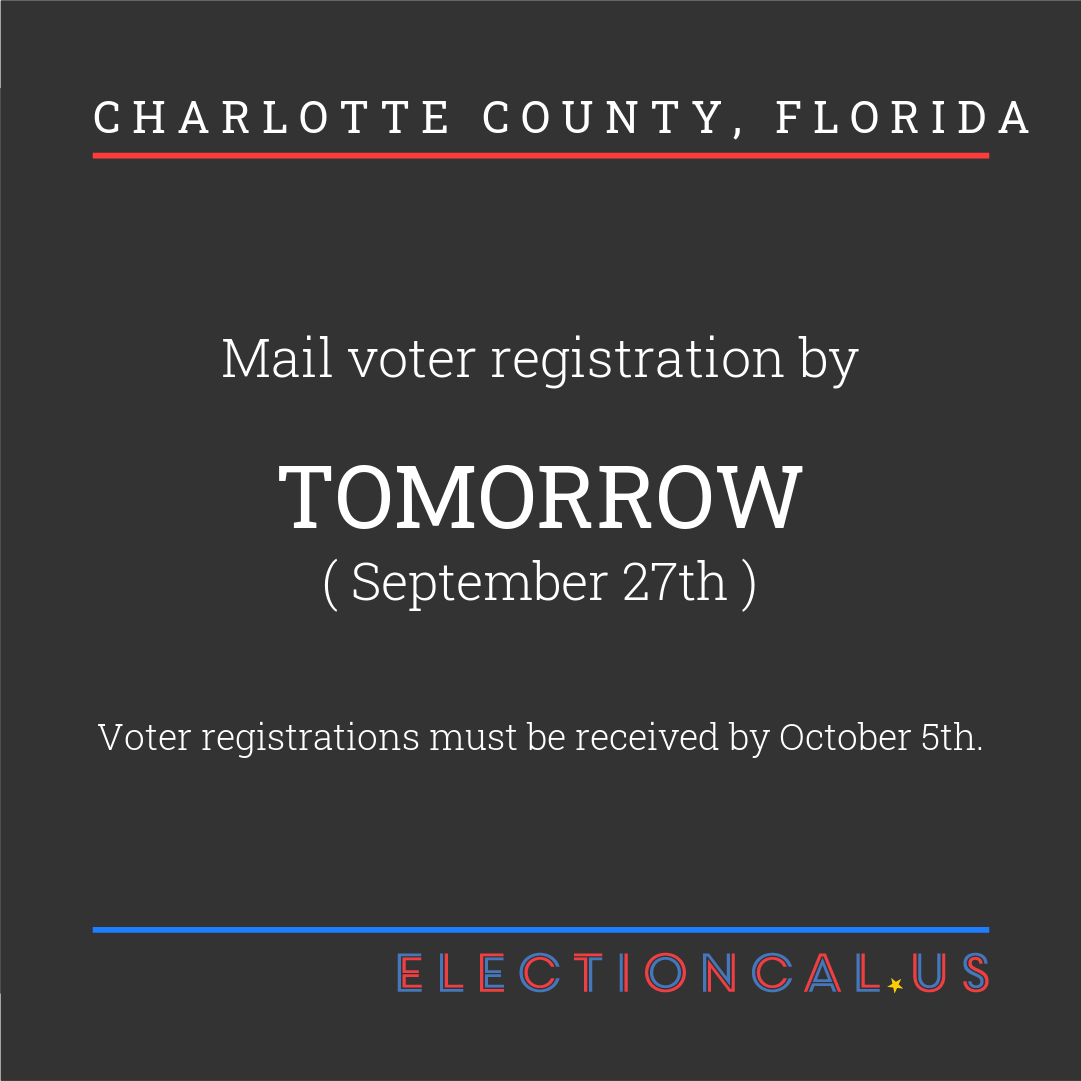 CHARLOTTE COUNTY, FLORIDA
Mail voter registration by
TOMORROW
( September 27th )
Voter registrations must be received by October 5th.
ELECTIONCAL.US